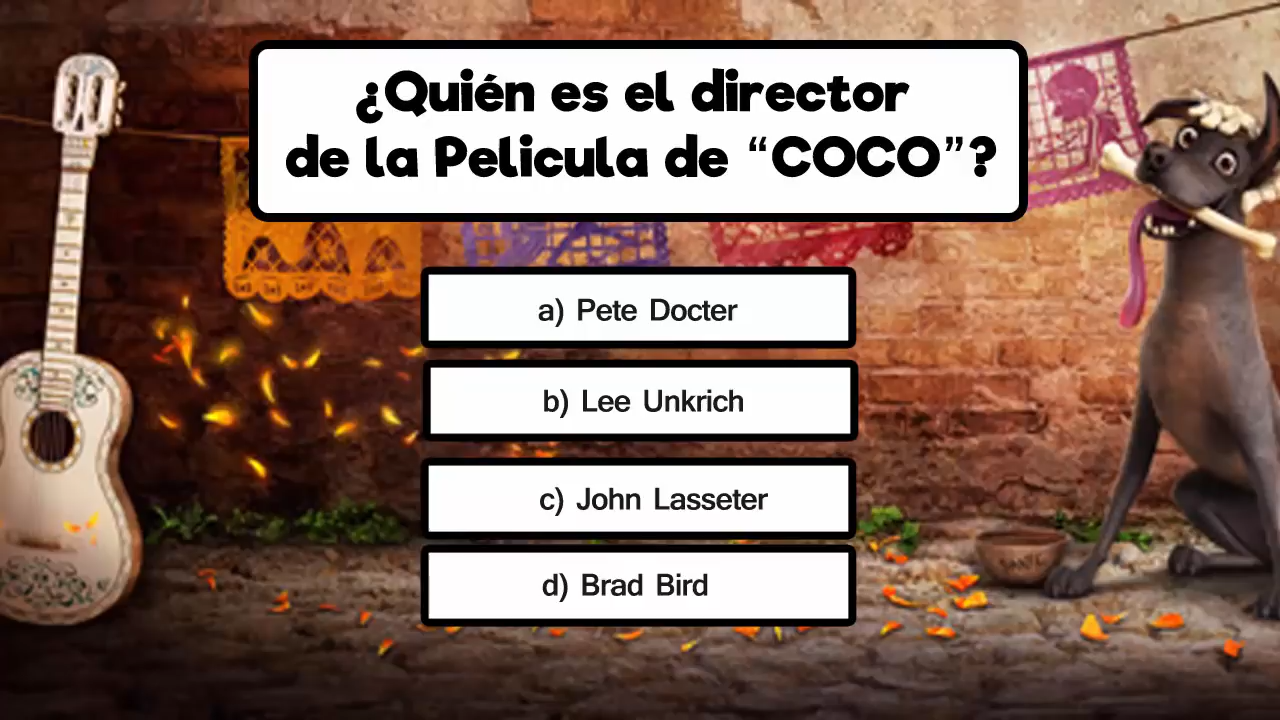 ¿Quién es el director
de la Pelicula de “COCO”?
a) Pete Docter
b) Lee Unkrich
c) John Lasseter
d) Brad Bird